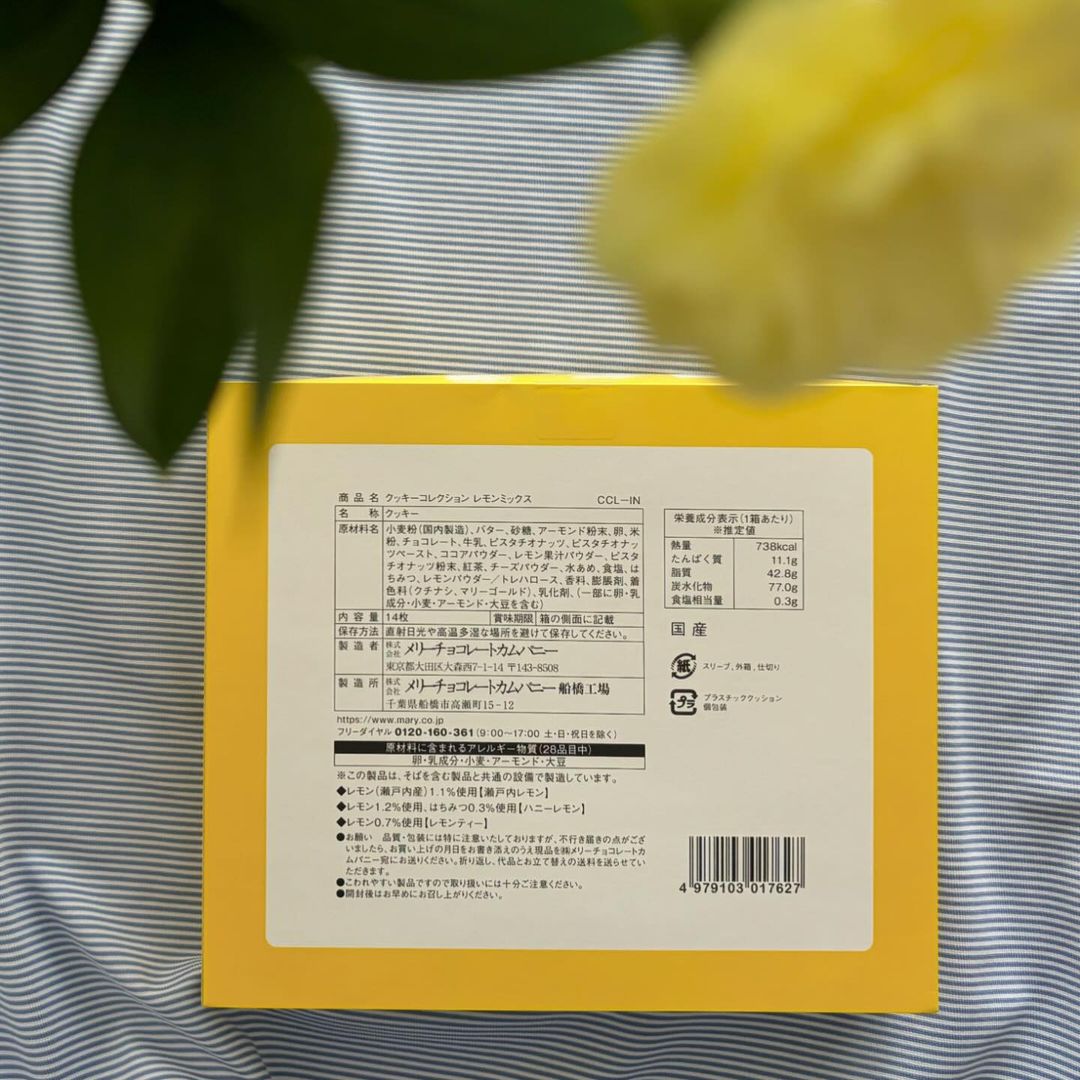 商品名 クッキーコレクション レモンミックス CCL-IN
名称 クッキー
原材料名 小麦粉(国内製造)、バター、砂糖、アーモンド粉末、卵、米
粉、チョコレート、牛乳、ピスタチオナッツ、ピスタチオナッ
ツペースト、ココアパウダー、レモン果汁パウダー、ピスタ
チオナッツ粉末、紅茶、チーズパウダー、水あめ、食塩、は
ちみつ、レモンパウダー/トレハロース、香料、膨脹剤、着
色料(クチナシ、マリーゴールド)、乳化剤、(一部に卵・乳
成分・小麦・アーモンド・大豆を含む)
内容量 14枚 賞味期限 箱の側面に記載
保存方法 直射日光や高温多湿な場所を避けて保存してください。
製造者 株式会社 メリーチョコレートカムパニー
東京都大田区大森西7-1-14 〒143-8508
製造所 株式会社 メリーチョコレートカムパニー 船橋工場
千葉県船橋市高瀬町15-12
https://www.mary.co.jp
フリーダイヤル 0120-160-361(9:00〜17:00 土・日・祝日を除く)
原材料に含まれるアレルギー物質(28品目中)
卵・乳成分・小麦・アーモンド・大豆
※この製品は、そばを含む製品と共通の設備で製造しています。
◆レモン(瀬戸内産)1.1%使用【瀬戸内レモン】
◆レモン1.2%使用、はちみつ0.3%使用【ハニーレモン】
◆レモン0.7%使用【レモンティー】
●お願い 品質・包装には特に注意いたしておりますが、不行き届きの点がござ
いましたら、お買い上げの月日をお書き添えのうえ現品を㈱メリーチョコレートカ
ムパニー宛にお送りください。折り返し、代品とお立て替えの送料を送らせてい
ただきます。
●こわれやすい製品ですので取り扱いには十分ご注意ください。
●開封後はお早めにお召し上がりください。
栄養成分表示(1箱あたり)
※推定値
熱量 738kcal
たんぱく質 11.1g
脂質 42.8g
炭水化物 77.0g
食塩相当量 0.3g
国産
紙 スリーブ、外箱、仕切り
プラ プラスチッククッション
個包装
4 979103 017627